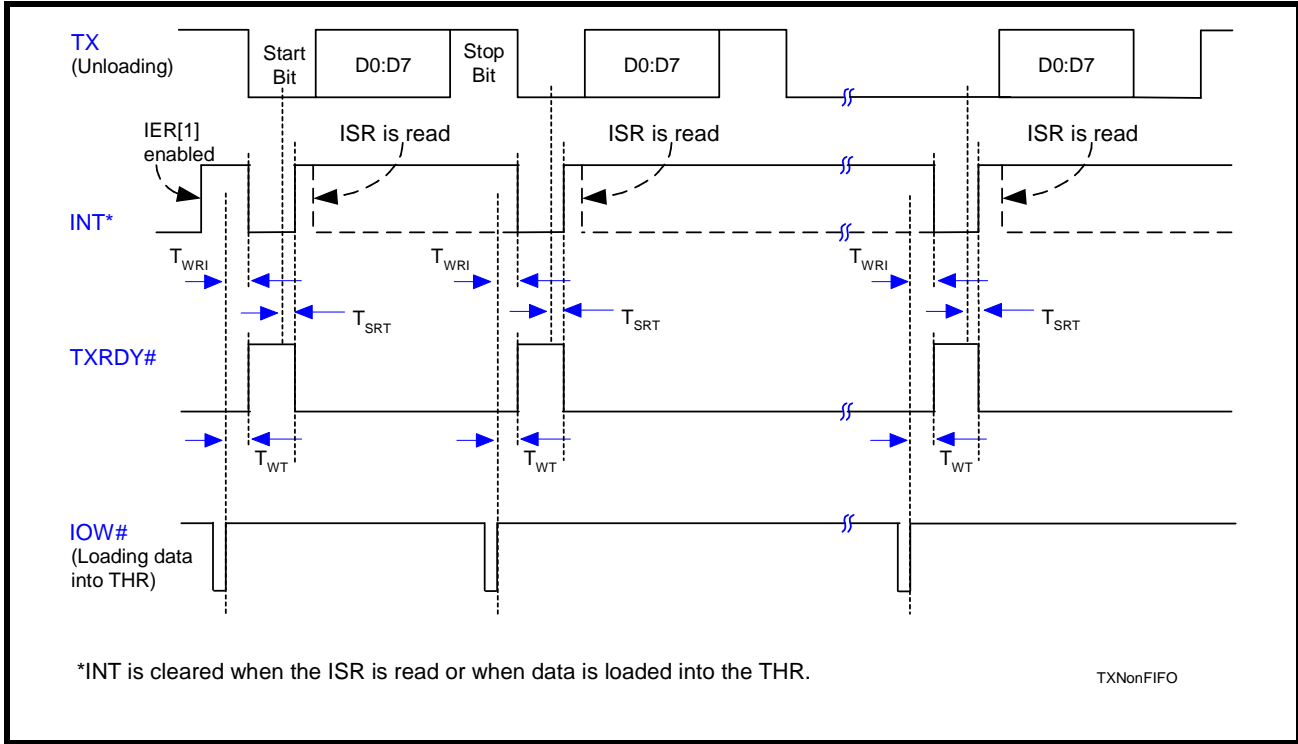 TX
(Unloading)
Start
Bit
D0:D7
Stop
Bit
D0:D7
D0:D7
IER[1]
enabled
ISR is read
ISR is read
ISR is read
INT*
TWRI
TWRI
TWRI
TSRT
TSRT
TSRT
TXRDY#
TWT
TWT
TWT
IOW#
(Loading data
into THR)
*INT is cleared when the ISR is read or when data is loaded into the THR.
TXNonFIFO